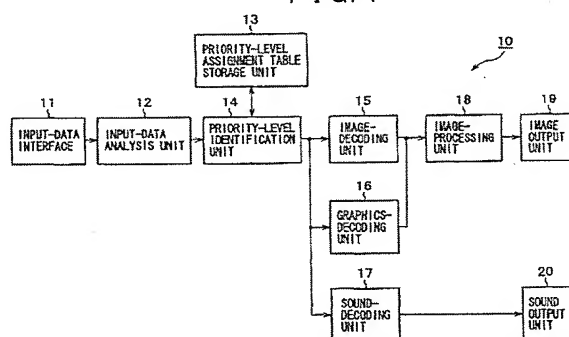 13
PRIORITY-LEVEL
ASSIGNMENT TABLE
STORAGE UNIT
10
11
12
14
15
18
19
INPUT-DATA
INTERFACE
INPUT-DATA
ANALYSIS UNIT
PRIORITY-LEVEL
IDENTIFICATION
UNIT
IMAGE-
DECODING
UNIT
IMAGE-
PROCESSING
UNIT
IMAGE
OUTPUT
UNIT
16
GRAPHICS-
DECODING
UNIT
17
20
SOUND-
DECODING
UNIT
SOUND
OUTPUT
UNIT